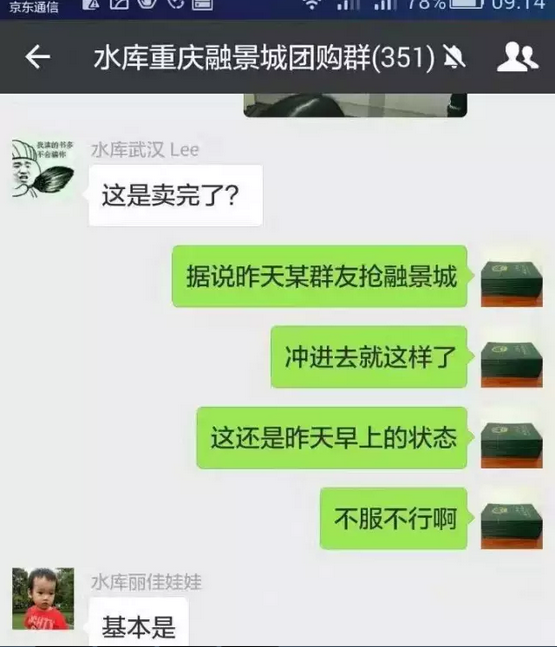 京东通信
78%
09:14
水库重庆融景城团购群(351)
我读的书多
不会骗你
水库武汉 Lee
这是卖完了?
据说昨天某群友抢融景城
冲进去就这样了
这还是昨天早上的状态
不服不行啊
水库丽佳娃娃
基本是